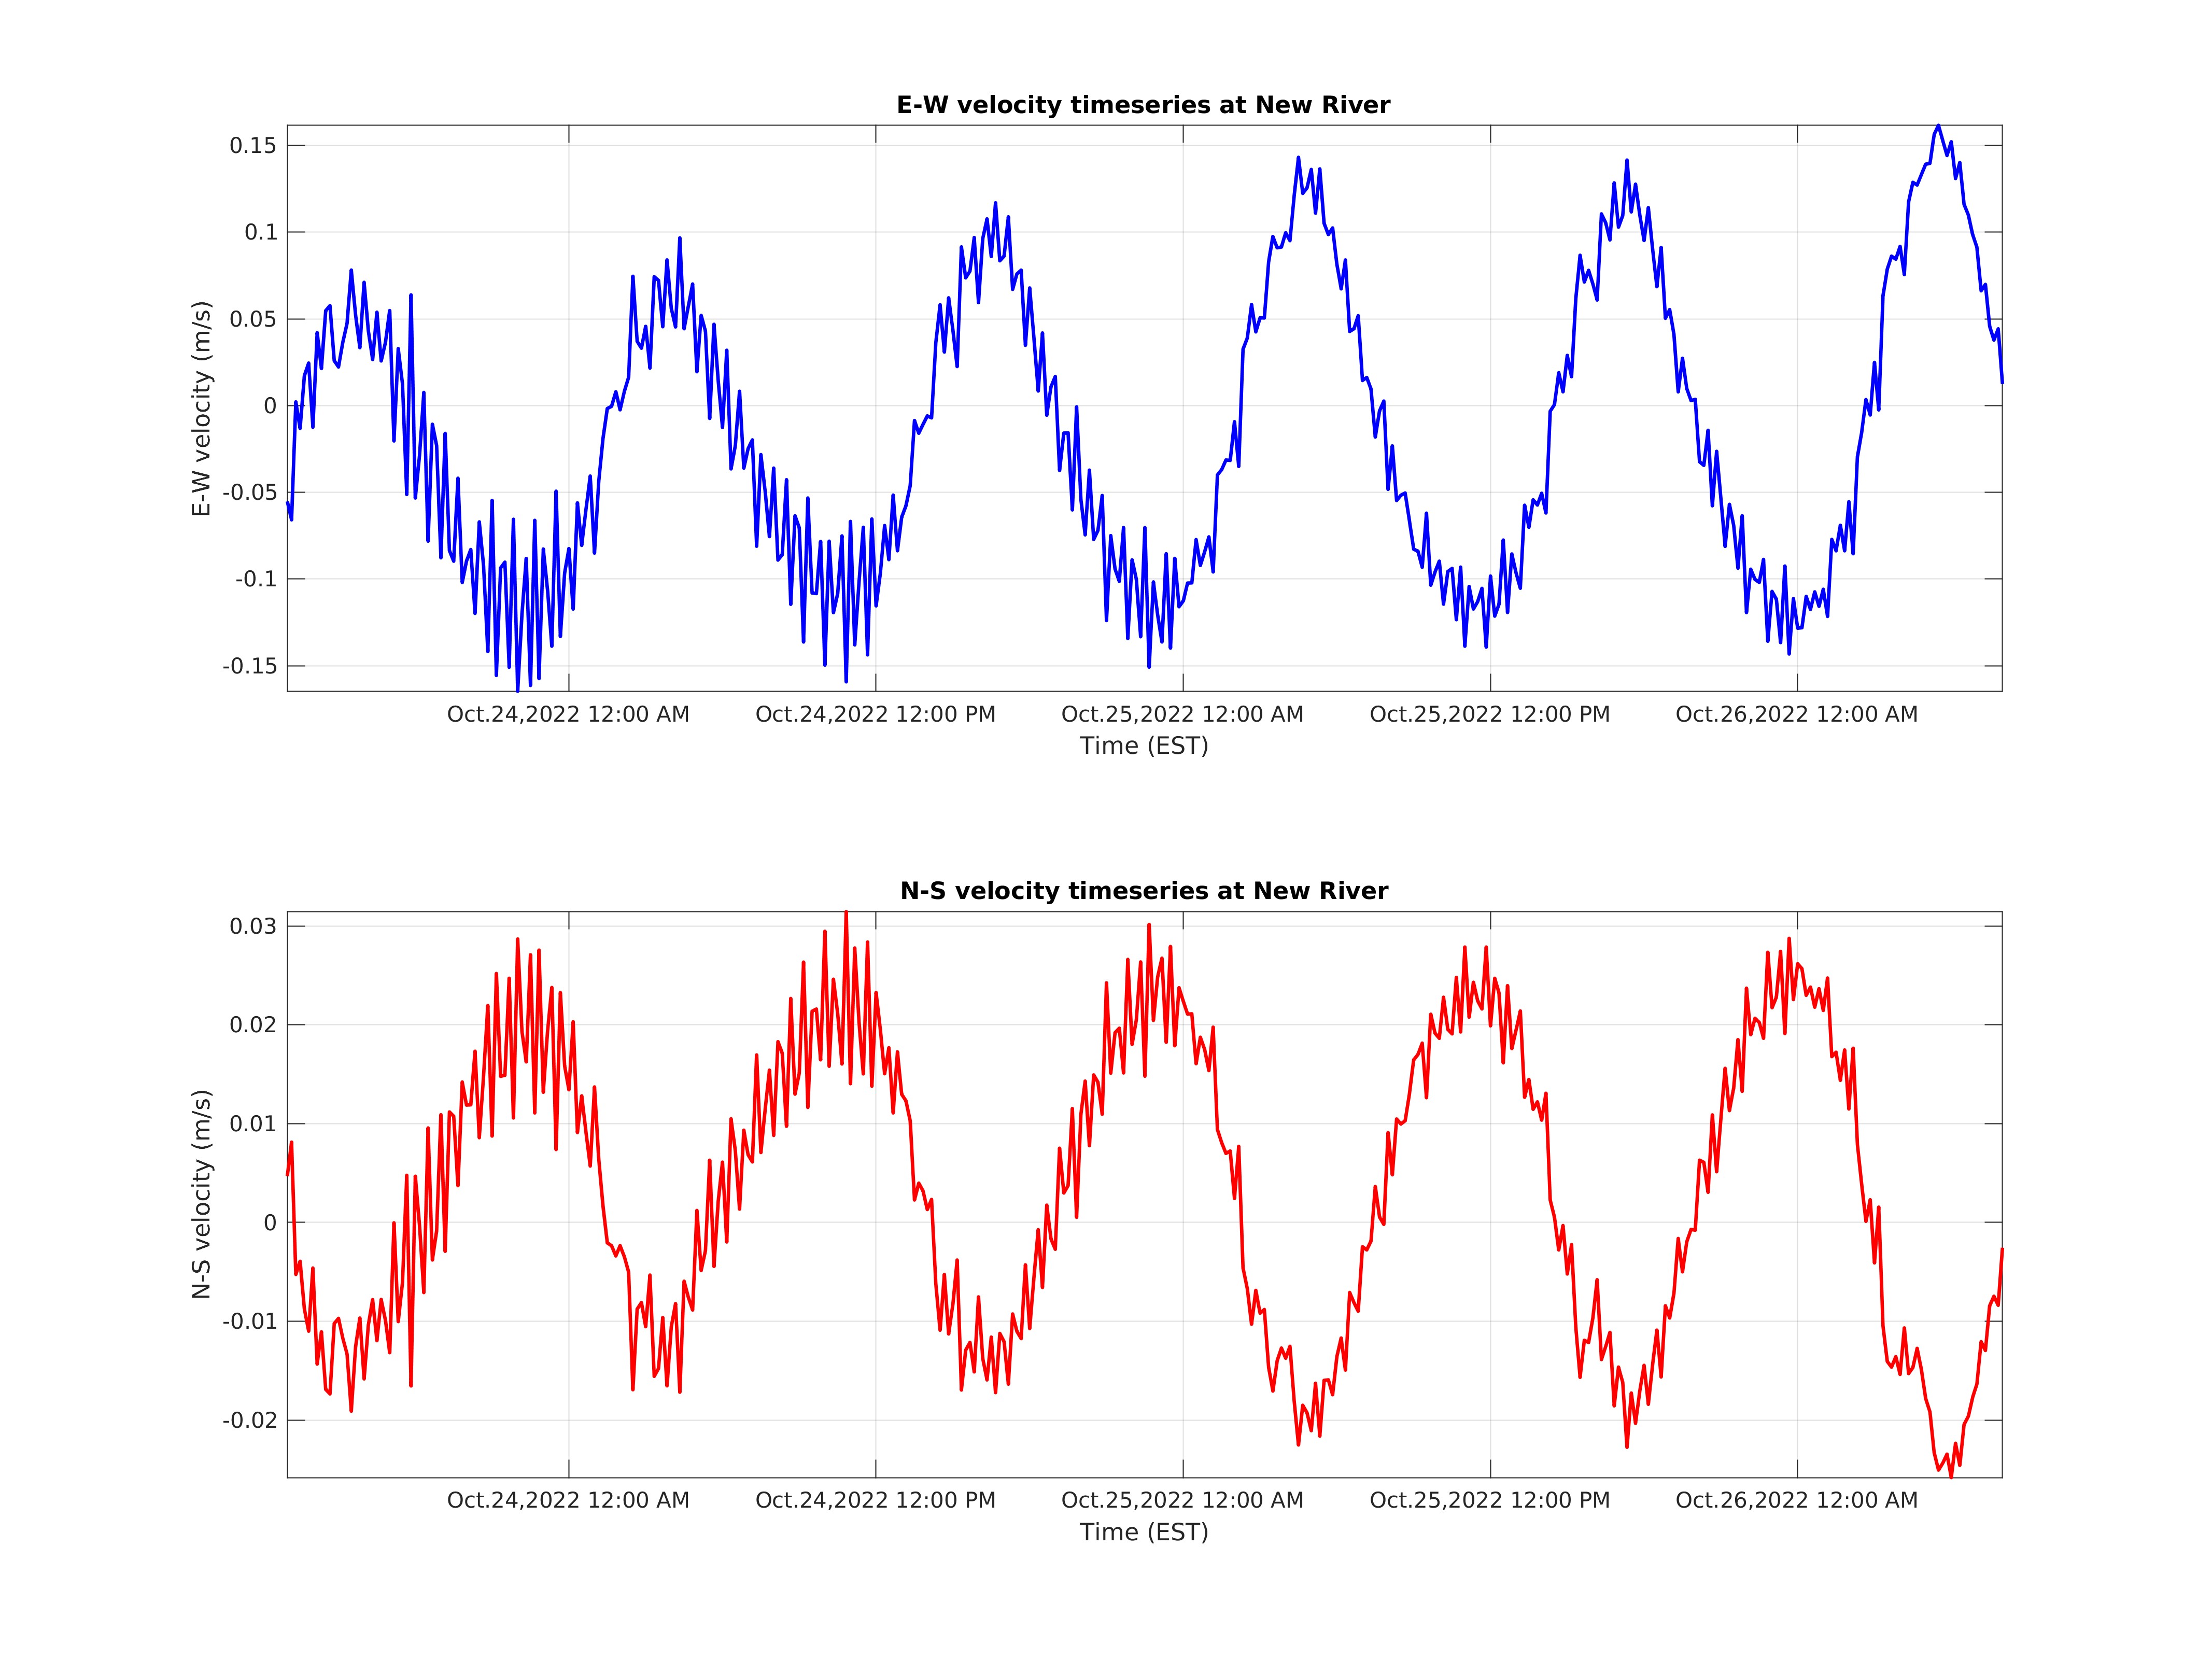 E-W velocity timeseries at New River
E-W velocity (m/s)
0.15
0.1
0.05
0
-0.05
-0.1
-0.15
Oct.24,2022 12:00 AM
Oct.24,2022 12:00 PM
Oct.25,2022 12:00 AM
Oct.25,2022 12:00 PM
Oct.26,2022 12:00 AM
Time (EST)
N-S velocity timeseries at New River
N-S velocity (m/s)
0.03
0.02
0.01
0
-0.01
-0.02
Oct.24,2022 12:00 AM
Oct.24,2022 12:00 PM
Oct.25,2022 12:00 AM
Oct.25,2022 12:00 PM
Oct.26,2022 12:00 AM
Time (EST)